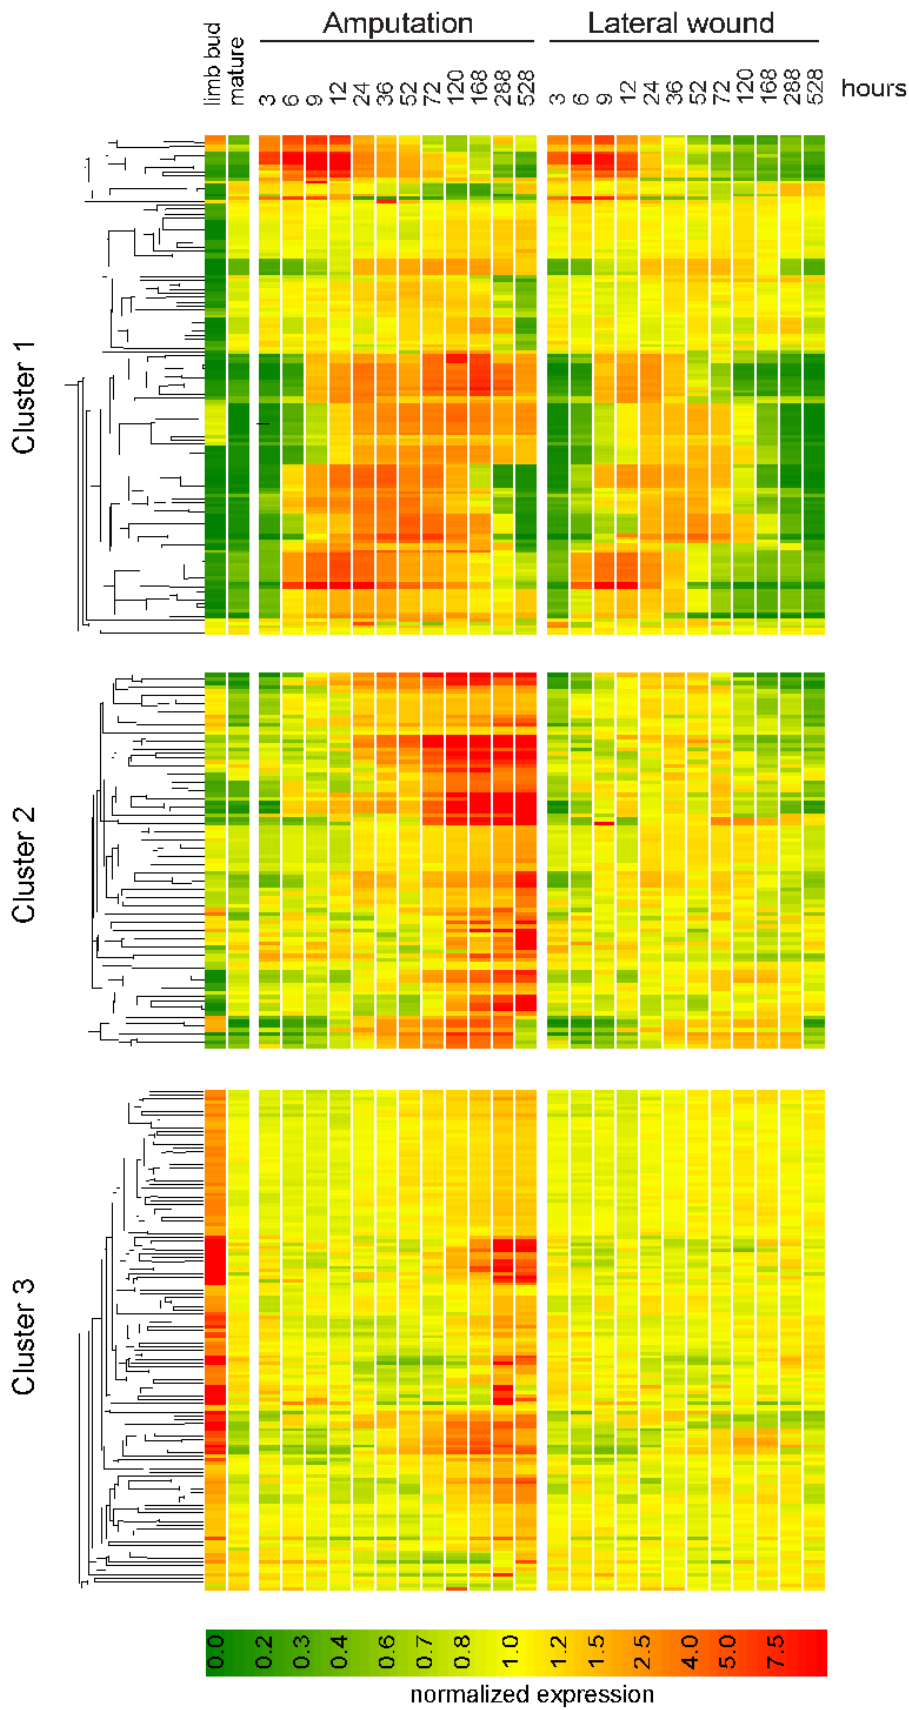 Amputation
Lateral wound
limb bud
mature
3 6 9 12 24 36 52 72 120 168 288 528
3 6 9 12 24 36 52 72 120 168 288 528
hours
Cluster 1
Cluster 2
Cluster 3
0.0 0.2 0.3 0.4 0.6 0.7 0.8 1.0 1.2 1.5 2.5 4.0 5.0 7.5
normalized expression